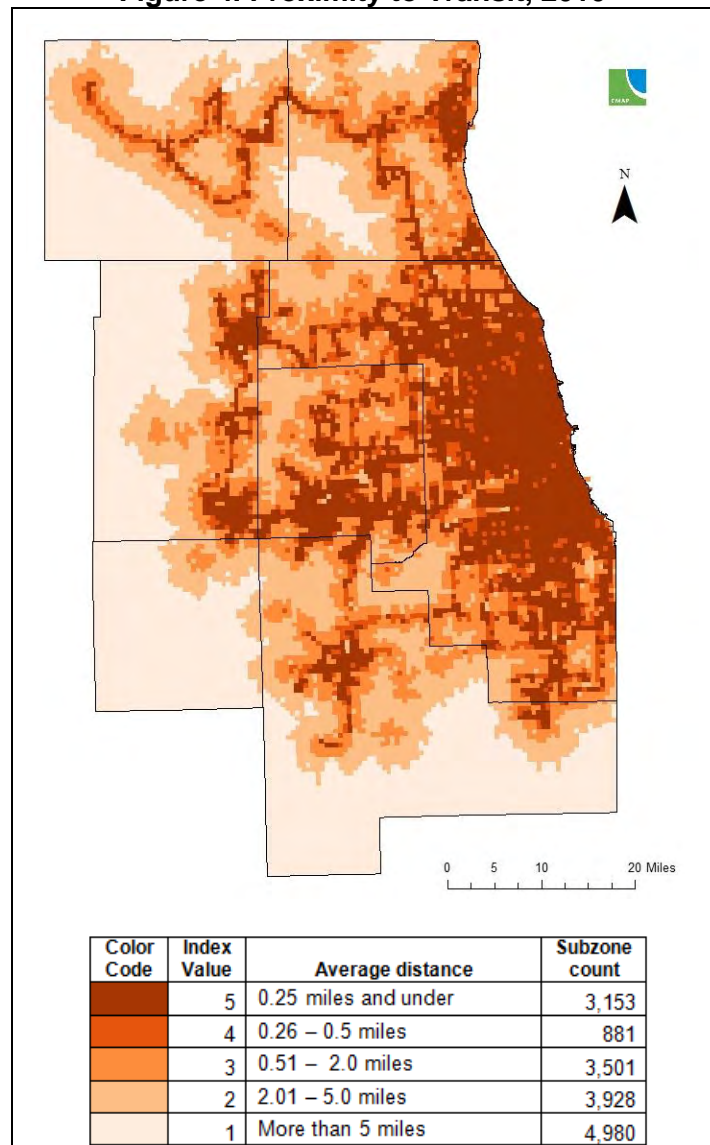 CMAP
N
0 5 10 20 Miles
Color Code Index Value Average distance Subzone count
5 0.25 miles and under 3,153
4 0.26 – 0.5 miles 881
3 0.51 – 2.0 miles 3,501
2 2.01 – 5.0 miles 3,928
1 More than 5 miles 4,980